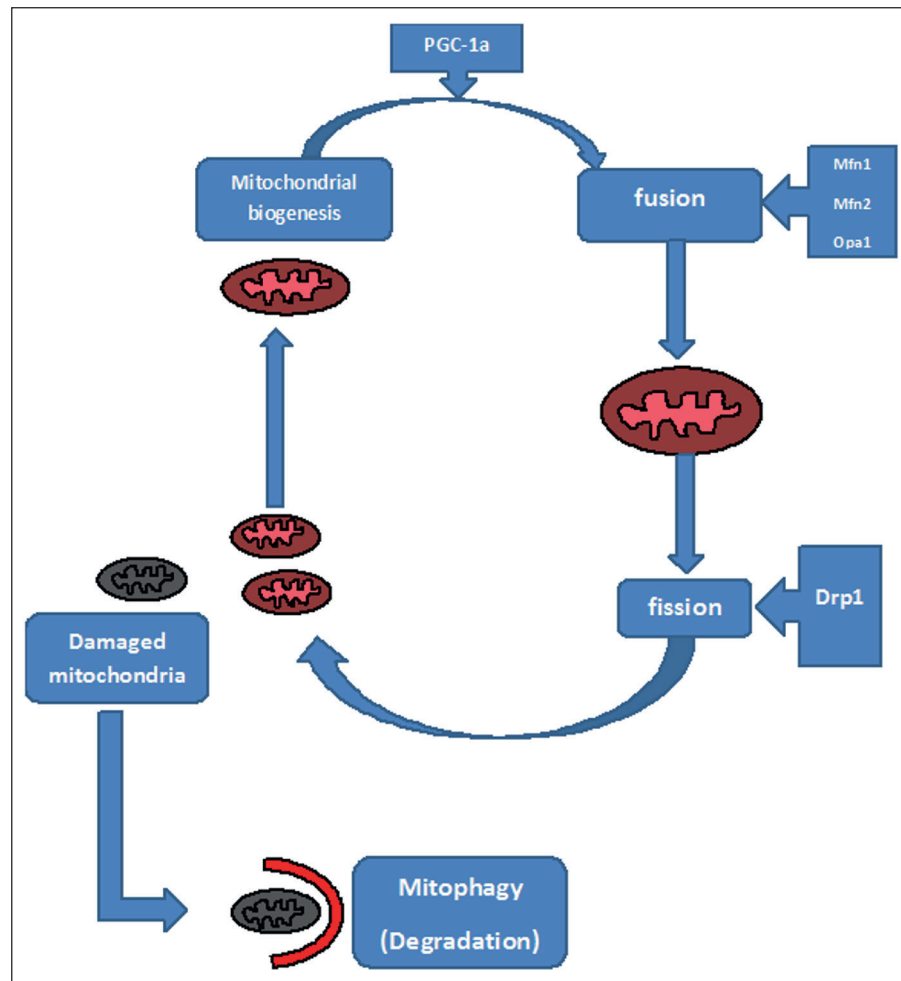 PGC-1a
Mitochondrial
biogenesis
fusion
Mfn1
Mfn2
Opa1
fission
Drp1
Damaged
mitochondria
Mitophagy
(Degradation)